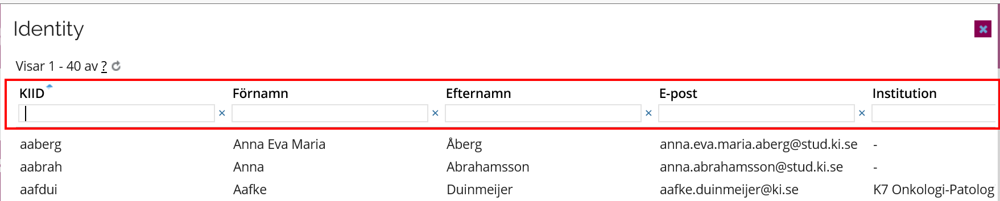 Identity
Visar 1 - 40 av ?
KIID Förnamn Efternamn E-post Institution
aaberg Anna Eva Maria Åberg anna.eva.maria.aberg@stud.ki.se -
aabrah Anna Abrahamsson anna.abrahamsson@stud.ki.se -
aafdui Aafke Duinmeijer aafke.duinmeijer@ki.se K7 Onkologi-Patolog